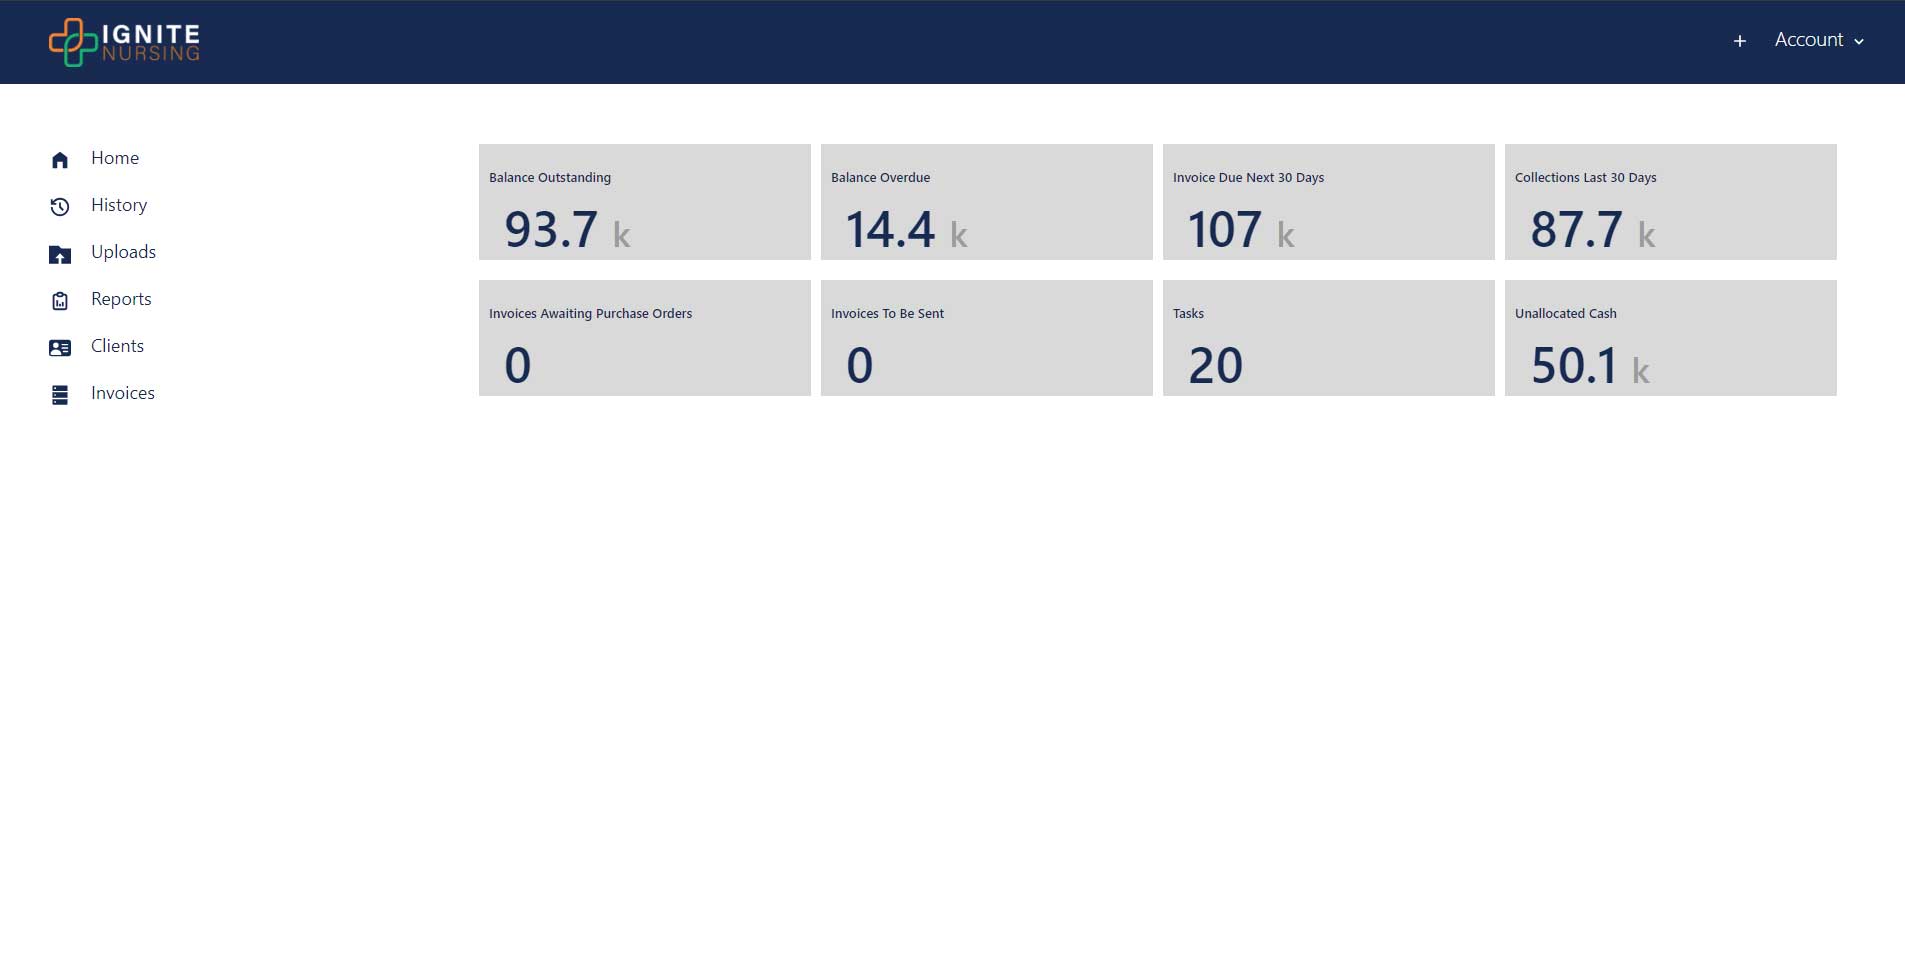 IGNITE
NURSING
+ Account
Home
History
Uploads
Reports
Clients
Invoices
Balance Outstanding
93.7 k
Balance Overdue
14.4 k
Invoice Due Next 30 Days
107 k
Collections Last 30 Days
87.7 k
Invoices Awaiting Purchase Orders
0
Invoices To Be Sent
0
Tasks
20
Unallocated Cash
50.1 k